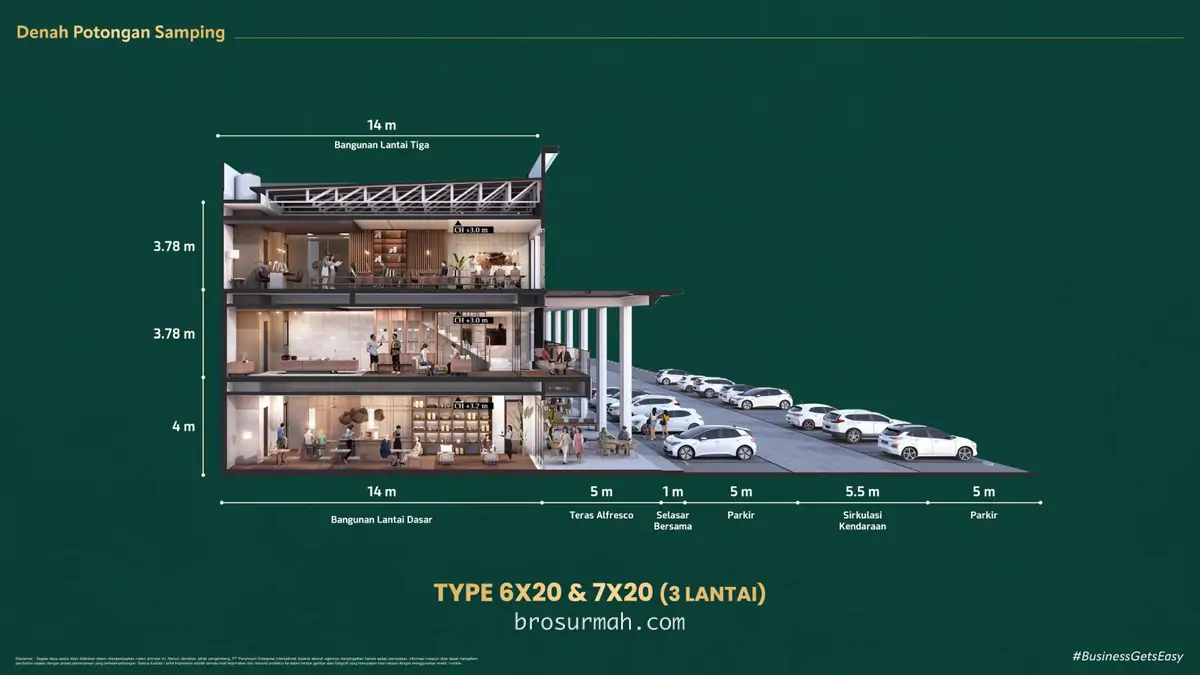 Denah Potongan Samping
14 m
Bangunan Lantai Tiga
3.78 m
CH +3.0 m
3.78 m
CH +3.0 m
4 m
CH +3.2 m
14 m
5 m
1 m
5 m
5.5 m
5 m
Bangunan Lantai Dasar
Teras Alfresco
Selasar
Bersama
Parkir
Sirkulasi
Kendaraan
Parkir
TYPE 6X20 & 7X20 (3 LANTAI)
brosurmah.com
#BusinessGetsEasy